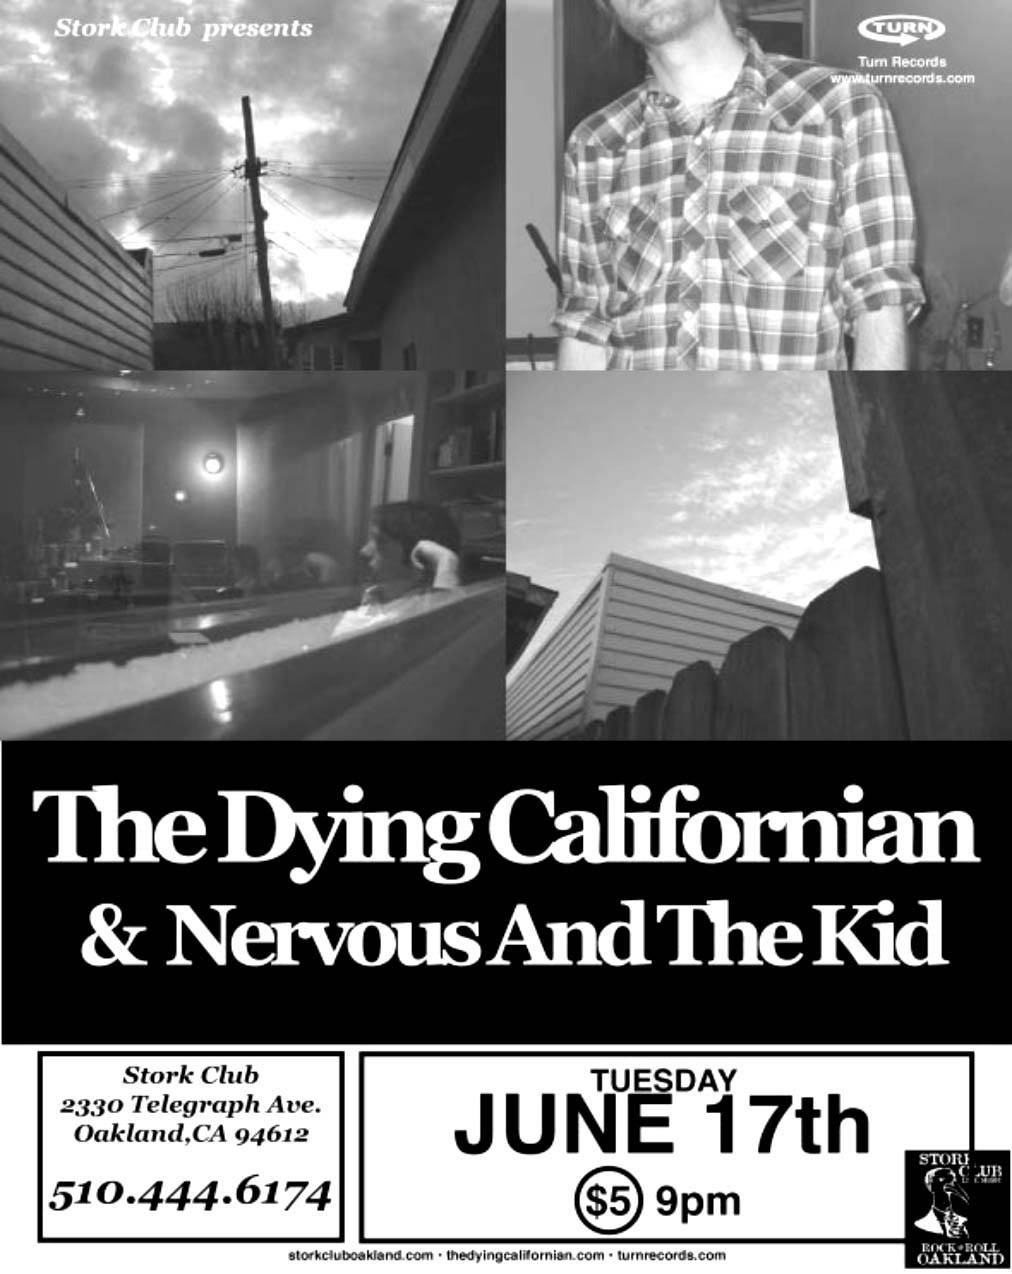 Stork Club presents
TURN
Turn Records
www.turnrecords.com
The Dying Californian
& Nervous And The Kid
Stork Club
2330 Telegraph Ave.
Oakland,CA 94612
510.444.6174
TUESDAY
JUNE 17th
$5 9pm
STORK
CLUB
ROCK N ROLL
OAKLAND
storkcluboakland.com · thedyingcalifornian.com · turnrecords.com